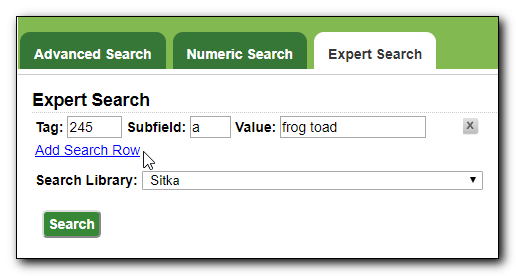 Advanced Search Numeric Search Expert Search
Expert Search
Tag: 245 Subfield: a Value: frog toad x
Add Search Row
Search Library: Sitka
Search